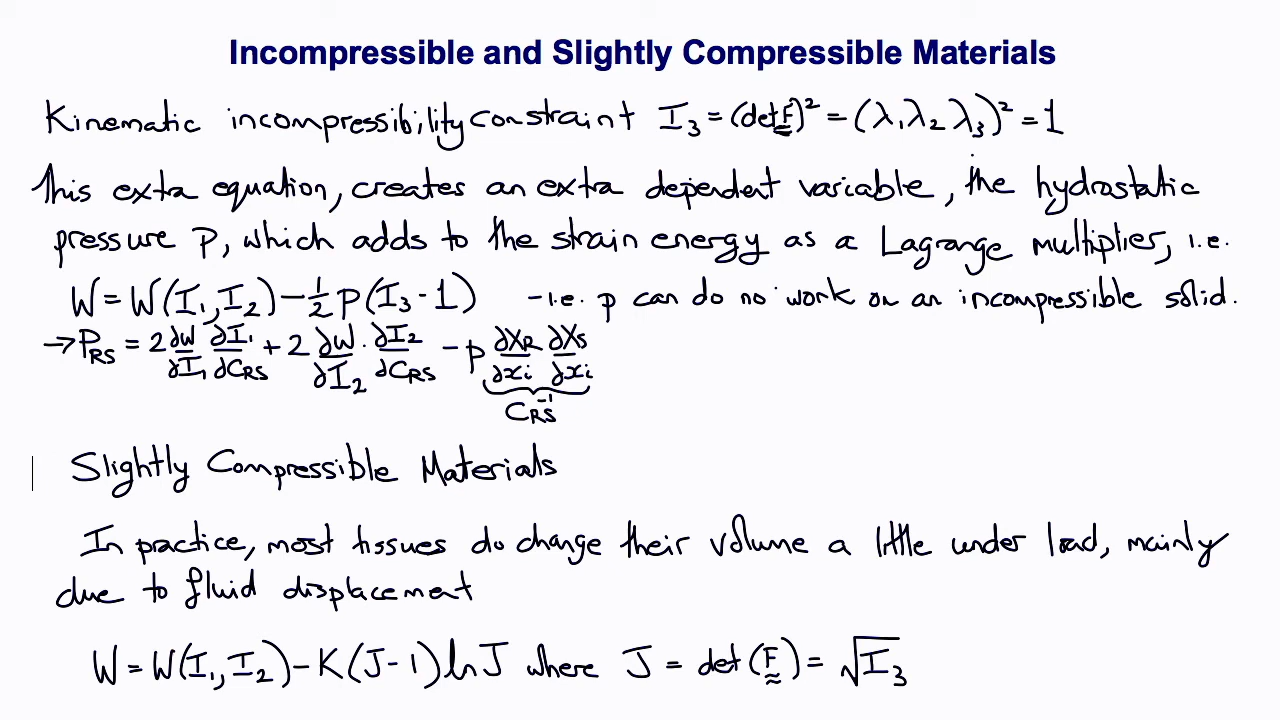 Incompressible and Slightly Compressible Materials
Kinematic incompressibility constraint I₃ = (det F)² = (λ₁λ₂λ₃)² = 1
This extra equation, creates an extra dependent variable, the hydrostatic
pressure p, which adds to the strain energy as a Lagrange multiplier, i.e.
W = W(I₁, I₂) - ½ p(I₃ - 1) - i.e. p can do no work on an incompressible solid.
→ P_RS = 2 ∂W/∂I₁ ∂I₁/∂C_RS + 2 ∂W/∂I₂ · ∂I₂/∂C_RS - p ∂X_R/∂x_i ∂X_S/∂x_i
C_RS⁻¹
Slightly Compressible Materials
In practice, most tissues do change their volume a little under load, mainly
due to fluid displacement
W = W(I₁, I₂) - K(J-1) ln J where J = det(F) = √I₃